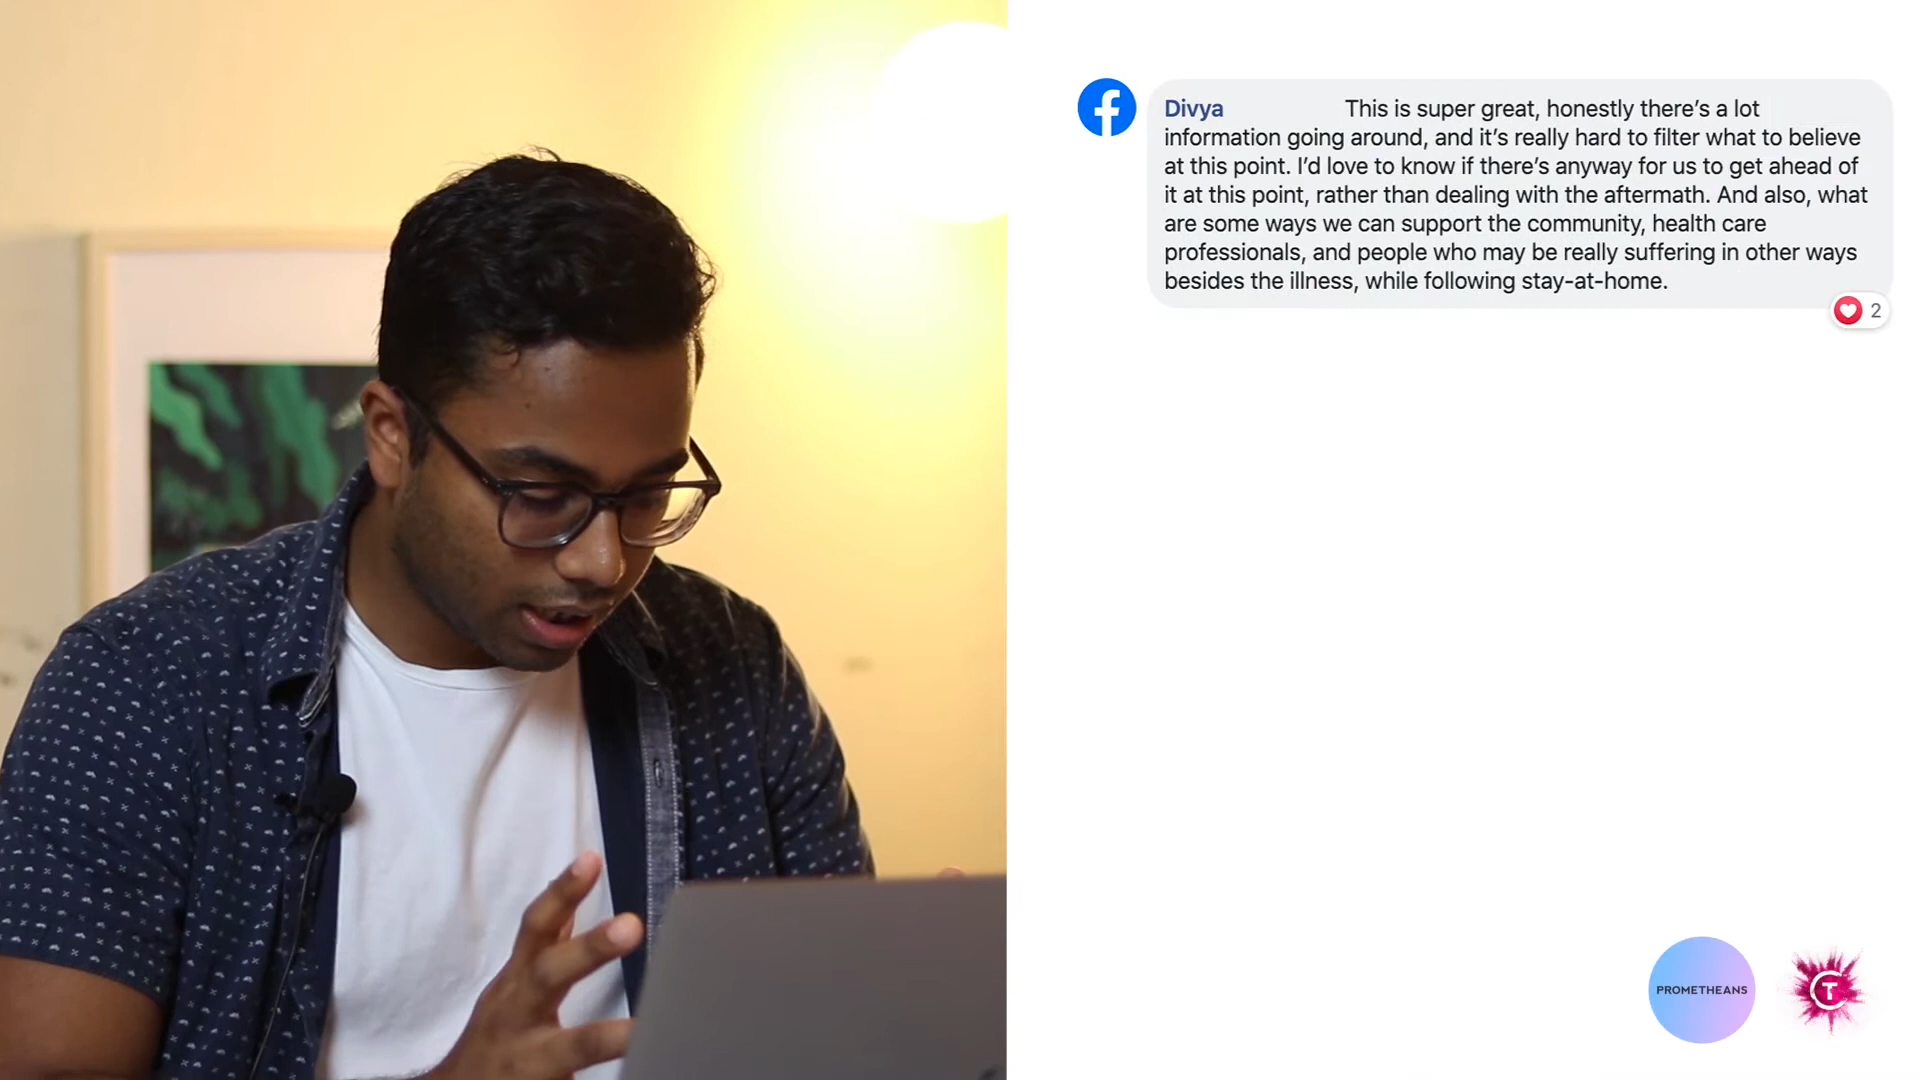 Divya This is super great, honestly there’s a lot
information going around, and it’s really hard to filter what to believe
at this point. I’d love to know if there’s anyway for us to get ahead of
it at this point, rather than dealing with the aftermath. And also, what
are some ways we can support the community, health care
professionals, and people who may be really suffering in other ways
besides the illness, while following stay-at-home.
2
PROMETHEANS
CT